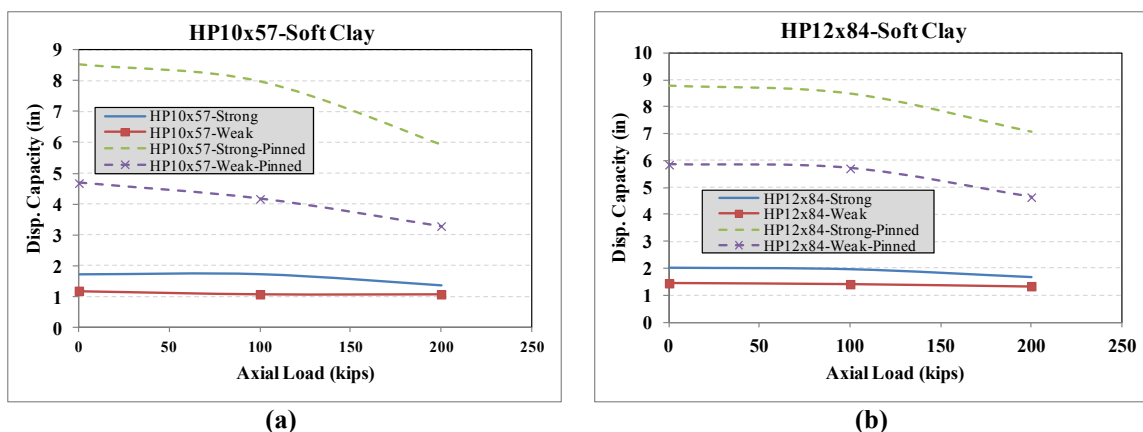 HP10x57-Soft Clay
9
8
7
6
5
4
3
2
1
0
Disp. Capacity (in)
HP10x57-Strong
HP10x57-Weak
HP10x57-Strong-Pinned
HP10x57-Weak-Pinned
0 50 100 150 200 250
Axial Load (kips)
(a)
HP12x84-Soft Clay
10
9
8
7
6
5
4
3
2
1
0
Disp. Capacity (in)
HP12x84-Strong
HP12x84-Weak
HP12x84-Strong-Pinned
HP12x84-Weak-Pinned
0 50 100 150 200 250
Axial Load (kips)
(b)